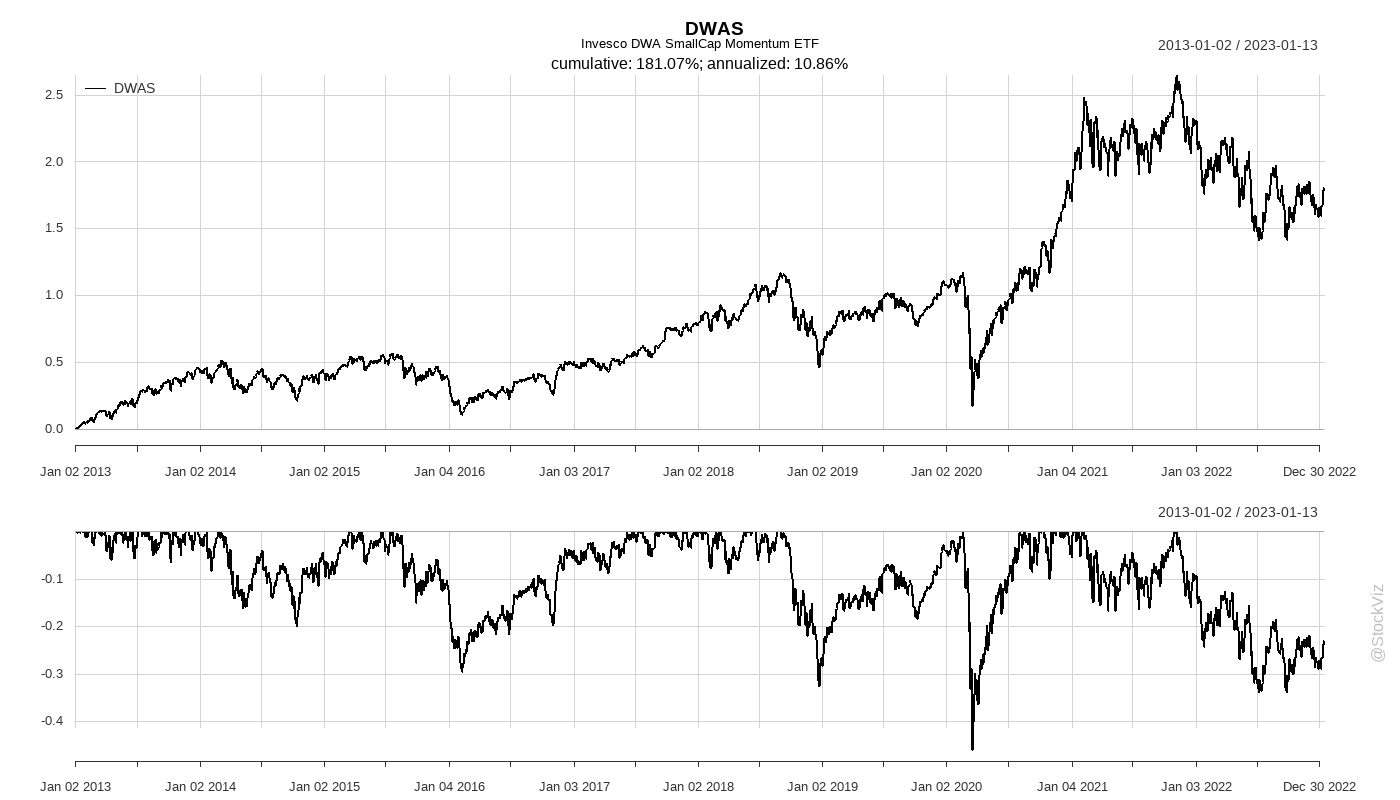 DWAS
Invesco DWA SmallCap Momentum ETF
2013-01-02 / 2023-01-13
cumulative: 181.07%; annualized: 10.86%
DWAS
2.5
2.0
1.5
1.0
0.5
0.0
Jan 02 2013 Jan 02 2014 Jan 02 2015 Jan 04 2016 Jan 03 2017 Jan 02 2018 Jan 02 2019 Jan 02 2020 Jan 04 2021 Jan 03 2022 Dec 30 2022
2013-01-02 / 2023-01-13
-0.1
-0.2
-0.3
-0.4
Jan 02 2013 Jan 02 2014 Jan 02 2015 Jan 04 2016 Jan 03 2017 Jan 02 2018 Jan 02 2019 Jan 02 2020 Jan 04 2021 Jan 03 2022 Dec 30 2022
@StockViz